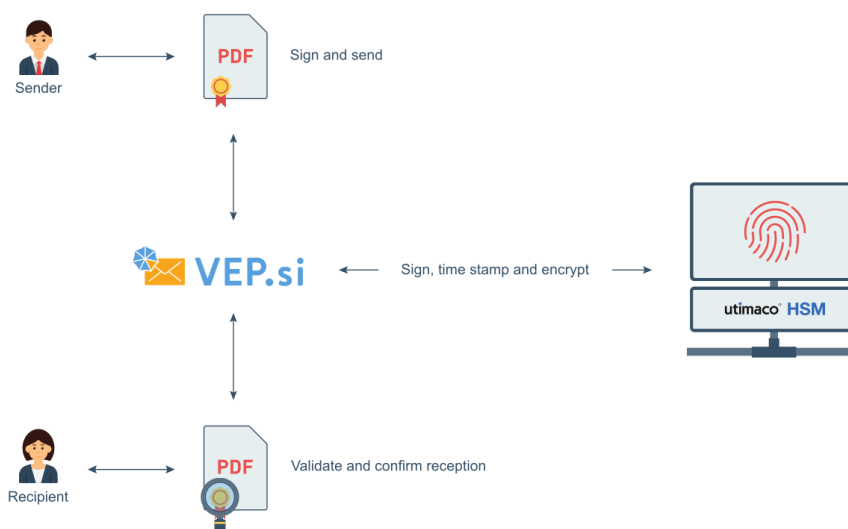 PDF
Sign and send
Sender
VEP.si
Sign, time stamp and encrypt
utimaco® HSM
PDF
Validate and confirm reception
Recipient